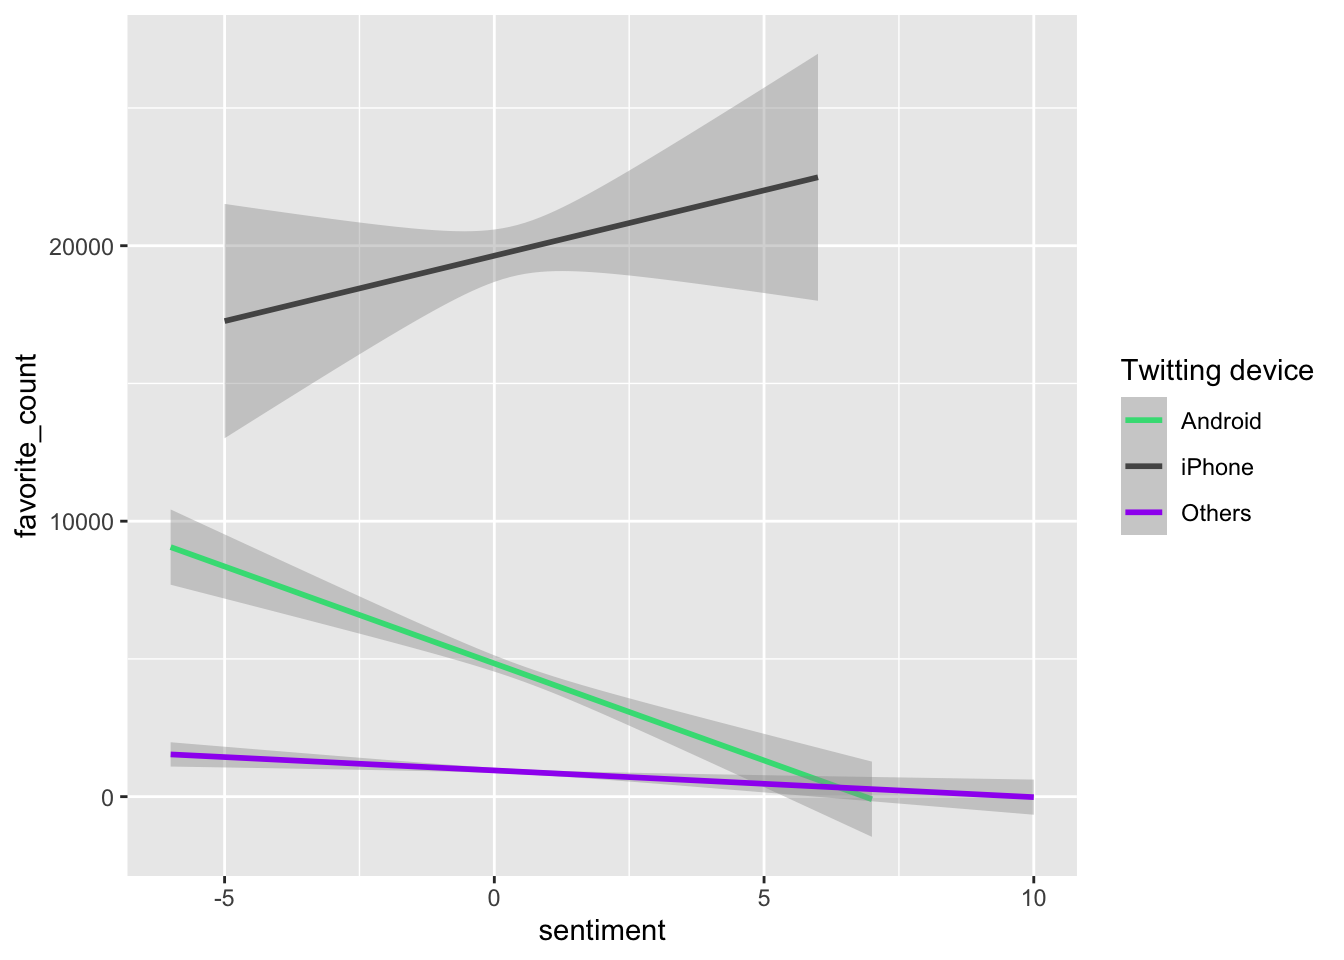 favorite_count
20000
10000
0
-5
0
5
10
sentiment
Twitting device
Android
iPhone
Others